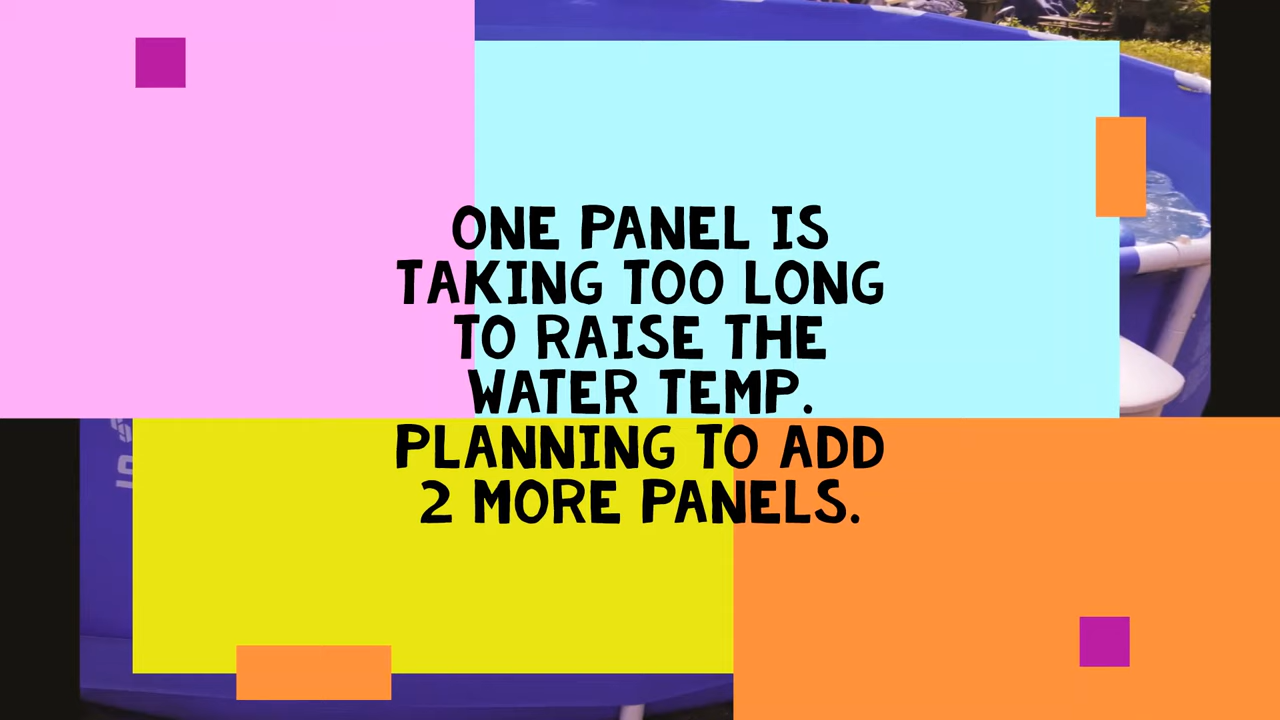 ONE PANEL IS
TAKING TOO LONG
TO RAISE THE
WATER TEMP.
PLANNING TO ADD
2 MORE PANELS.